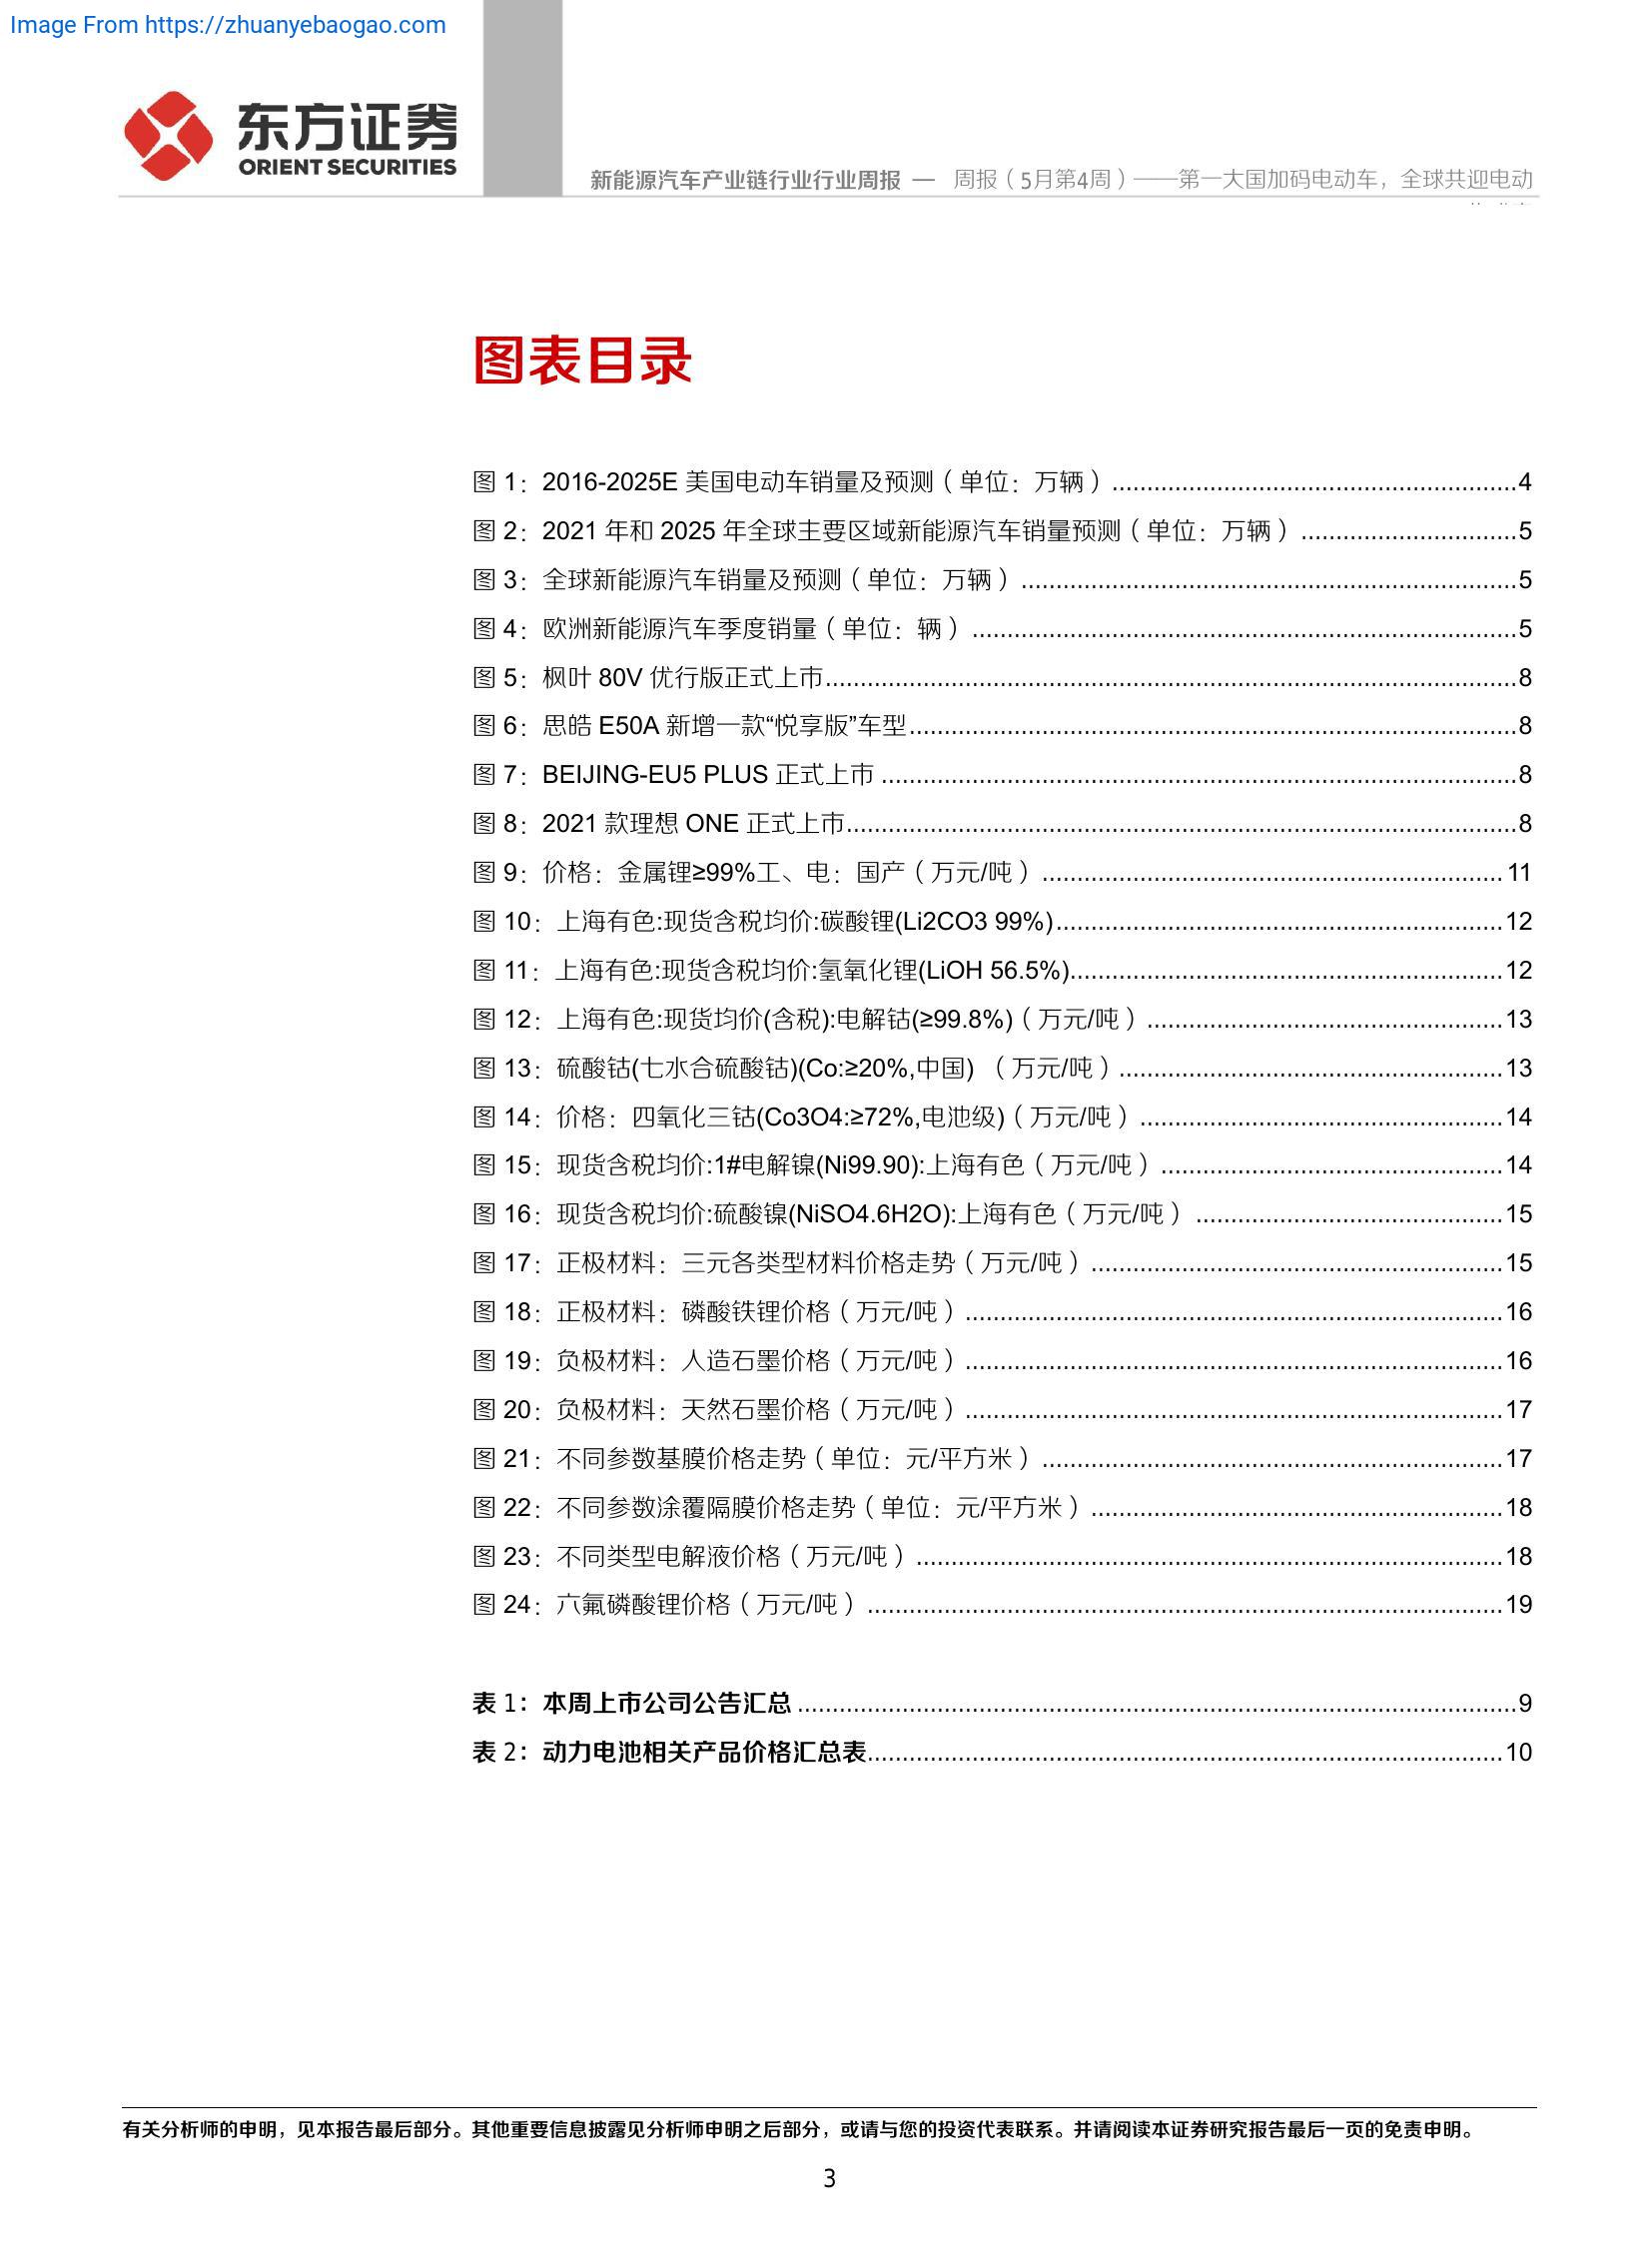 Image From https://zhuanyebaogao.com
东方证券
ORIENT SECURITIES
新能源汽车产业链行业行业周报 — 周报（5月第4周）——第一大国加码电动车，全球共迎电动
图表目录
图 1：2016-2025E 美国电动车销量及预测（单位：万辆）..........................................................4
图 2：2021 年和 2025 年全球主要区域新能源汽车销量预测（单位：万辆）...............................5
图 3：全球新能源汽车销量及预测（单位：万辆）.......................................................................5
图 4：欧洲新能源汽车季度销量（单位：辆）..............................................................................5
图 5：枫叶 80V 优行版正式上市...................................................................................................8
图 6：思皓 E50A 新增一款“悦享版”车型.......................................................................................8
图 7：BEIJING-EU5 PLUS 正式上市...........................................................................................8
图 8：2021 款理想 ONE 正式上市................................................................................................8
图 9：价格：金属锂≥99%工、电：国产（万元/吨）..................................................................11
图 10：上海有色:现货含税均价:碳酸锂(Li2CO3 99%)................................................................12
图 11：上海有色:现货含税均价:氢氧化锂(LiOH 56.5%)..............................................................12
图 12：上海有色:现货均价(含税):电解钴(≥99.8%)（万元/吨）...................................................13
图 13：硫酸钴(七水合硫酸钴)(Co:≥20%,中国) （万元/吨）.......................................................13
图 14：价格：四氧化三钴(Co3O4:≥72%,电池级)（万元/吨）....................................................14
图 15：现货含税均价:1#电解镍(Ni99.90):上海有色（万元/吨）.................................................14
图 16：现货含税均价:硫酸镍(NiSO4.6H2O):上海有色（万元/吨）............................................15
图 17：正极材料：三元各类型材料价格走势（万元/吨）...........................................................15
图 18：正极材料：磷酸铁锂价格（万元/吨）.............................................................................16
图 19：负极材料：人造石墨价格（万元/吨）.............................................................................16
图 20：负极材料：天然石墨价格（万元/吨）.............................................................................17
图 21：不同参数基膜价格走势（单位：元/平方米）..................................................................17
图 22：不同参数涂覆隔膜价格走势（单位：元/平方米）...........................................................18
图 23：不同类型电解液价格（万元/吨）....................................................................................18
图 24：六氟磷酸锂价格（万元/吨）...........................................................................................19
表 1：本周上市公司公告汇总.......................................................................................................9
表 2：动力电池相关产品价格汇总表...........................................................................................10
有关分析师的申明，见本报告最后部分。其他重要信息披露见分析师申明之后部分，或请与您的投资代表联系。并请阅读本证券研究报告最后一页的免责申明。
3